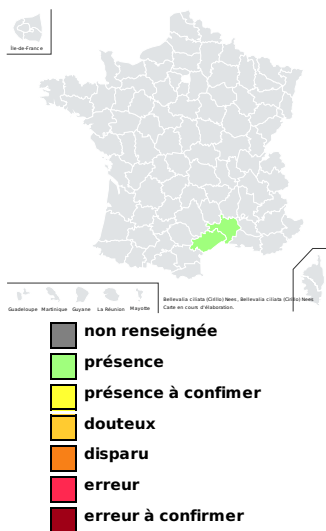 Île-de-France
Guadeloupe Martinique Guyane La Réunion Mayotte
Bellevalia ciliata (Cirillo) Nees, Bellevalia ciliata (Cirillo) Nees
Carte en cours d'élaboration.
non renseignée
présence
présence à confimer
douteux
disparu
erreur
erreur à confirmer